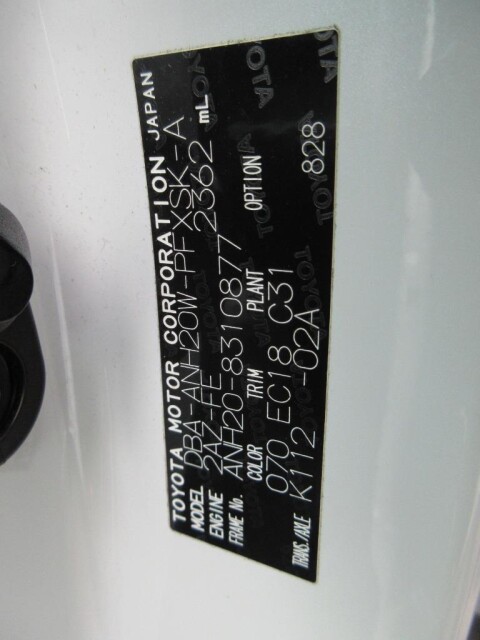 TOYOTA MOTOR CORPORATION JAPAN
MODEL DBA-ANH20W-PFXSK-A
ENGINE 2AZ-FE 2362 mL
FRAME No. ANH20-8310877
COLOR TRIM PLANT OPTION
070 EC18 C31 828
TRANS./AXLE K112 -02A